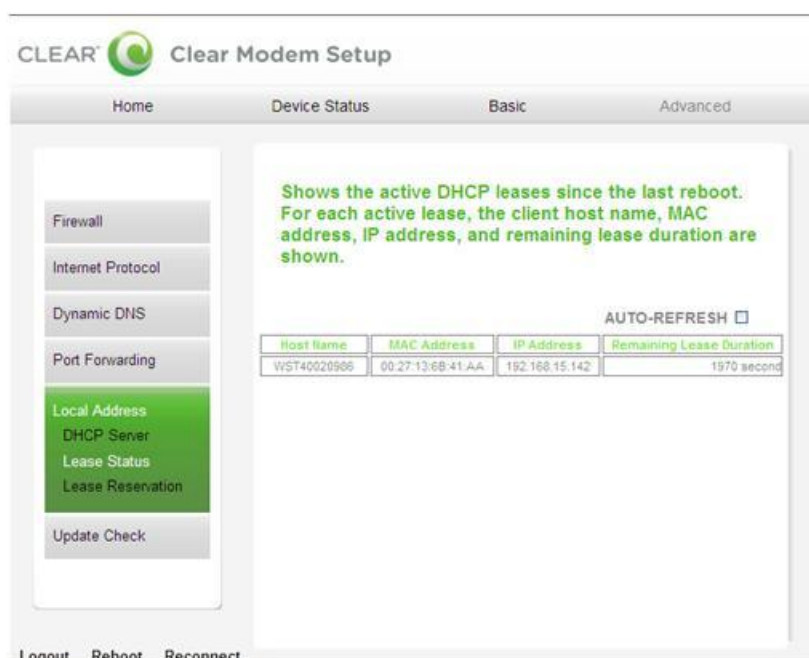 CLEAR Clear Modem Setup
Home Device Status Basic Advanced
Firewall
Internet Protocol
Dynamic DNS
Port Forwarding
Local Address
DHCP Server
Lease Status
Lease Reservation
Update Check
Shows the active DHCP leases since the last reboot.
For each active lease, the client host name, MAC
address, IP address, and remaining lease duration are
shown.
AUTO-REFRESH
Host Name MAC Address IP Address Remaining Lease Duration
WST40020986 00:27:13:6B:41:AA 192.168.15.142 1970 second
Logout Reboot Reconnect